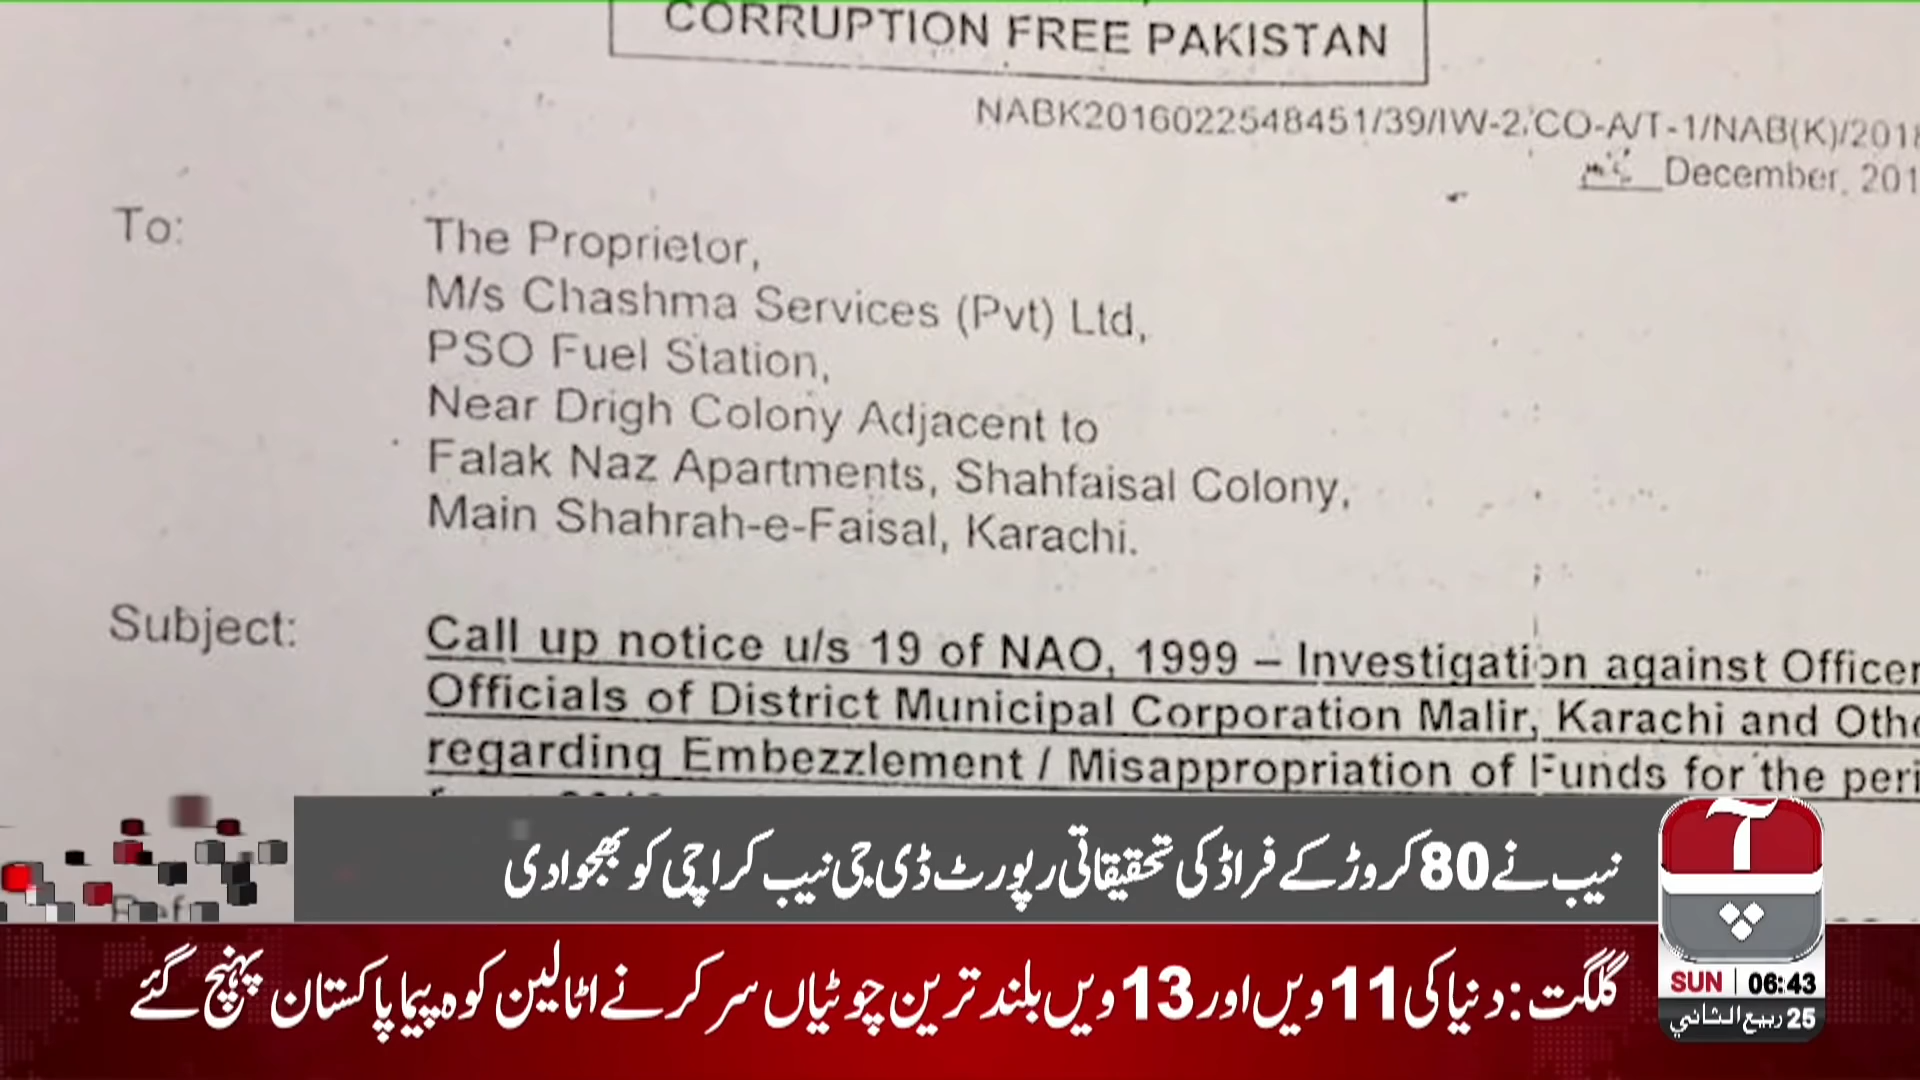 CORRUPTION FREE PAKISTAN
NABK2016022548451/39/IW-2/CO-A/T-1/NAB(K)/201
December, 201
To:
The Proprietor,
M/s Chashma Services (Pvt) Ltd,
PSO Fuel Station,
Near Drigh Colony Adjacent to
Falak Naz Apartments, Shahfaisal Colony,
Main Shahrah-e-Faisal, Karachi.
Subject:
Call up notice u/s 19 of NAO, 1999 – Investigation against Officer
Officials of District Municipal Corporation Malir, Karachi and Oth
regarding Embezzlement / Misappropriation of Funds for the peri
Ref
نیب نے 80 کروڑ کے فراڈ کی تحقیقاتی رپورٹ ڈی جی نیب کراچی کو بھجوادی
گلگت: دنیا کی 11 ویں اور 13 ویں بلند ترین چوٹیاں سر کرنے اٹالین کوہ پیما پاکستان پہنچ گئے
آپ
SUN | 06:43
25 ربیع الثانی